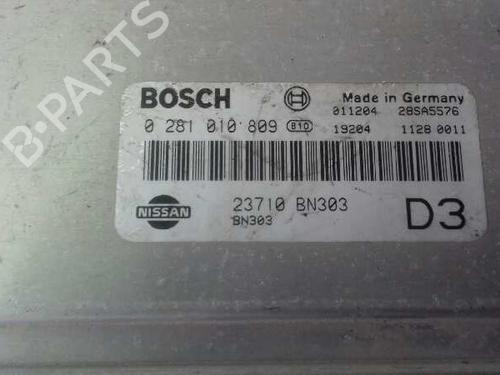 B-PARTS
BOSCH
Made in Germany
011204 28SA5576
0 281 010 809 B10
19204 1128 0011
NISSAN
23710 BN303
BN303
D3